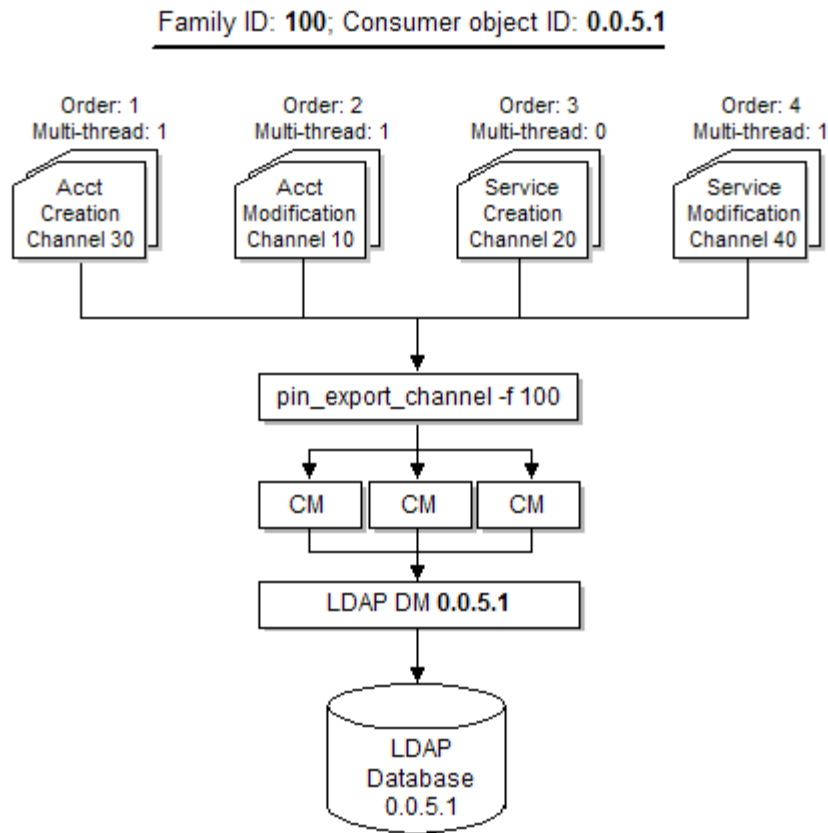 Family ID: 100; Consumer object ID: 0.0.5.1
Order: 1
Multi-thread: 1
Acct
Creation
Channel 30
Order: 2
Multi-thread: 1
Acct
Modification
Channel 10
Order: 3
Multi-thread: 0
Service
Creation
Channel 20
Order: 4
Multi-thread: 1
Service
Modification
Channel 40
pin_export_channel -f 100
CM
CM
CM
LDAP DM 0.0.5.1
LDAP
Database
0.0.5.1